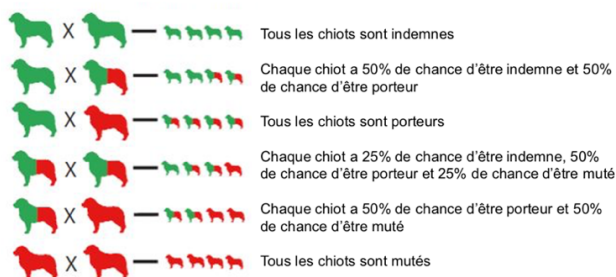 X Tous les chiots sont indemnes
X Chaque chiot a 50% de chance d'être indemne et 50%
de chance d'être porteur
X Tous les chiots sont porteurs
X Chaque chiot a 25% de chance d'être indemne, 50%
de chance d'être porteur et 25% de chance d'être muté
X Chaque chiot a 50% de chance d'être porteur et 50%
de chance d'être muté
X Tous les chiots sont mutés